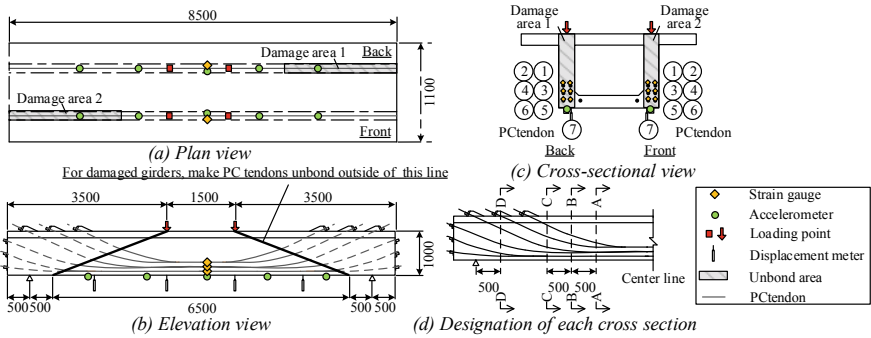 8500
Damage area 1
Back
Damage area 2
Front
1100
(a) Plan view
For damaged girders, make PC tendons unbond outside of this line
3500
1500
3500
1000
500
500
6500
500
500
(b) Elevation view
Damage
area 1
Damage
area 2
2 1
4 3
6 5
1 2
3 4
5 6
7
7
PCtendon
PCtendon
Back
Front
(c) Cross-sectional view
D
C
B
A
500
500
500
Center line
D
C
B
A
(d) Designation of each cross section
Strain gauge
Accelerometer
Loading point
Displacement meter
Unbond area
PCtendon